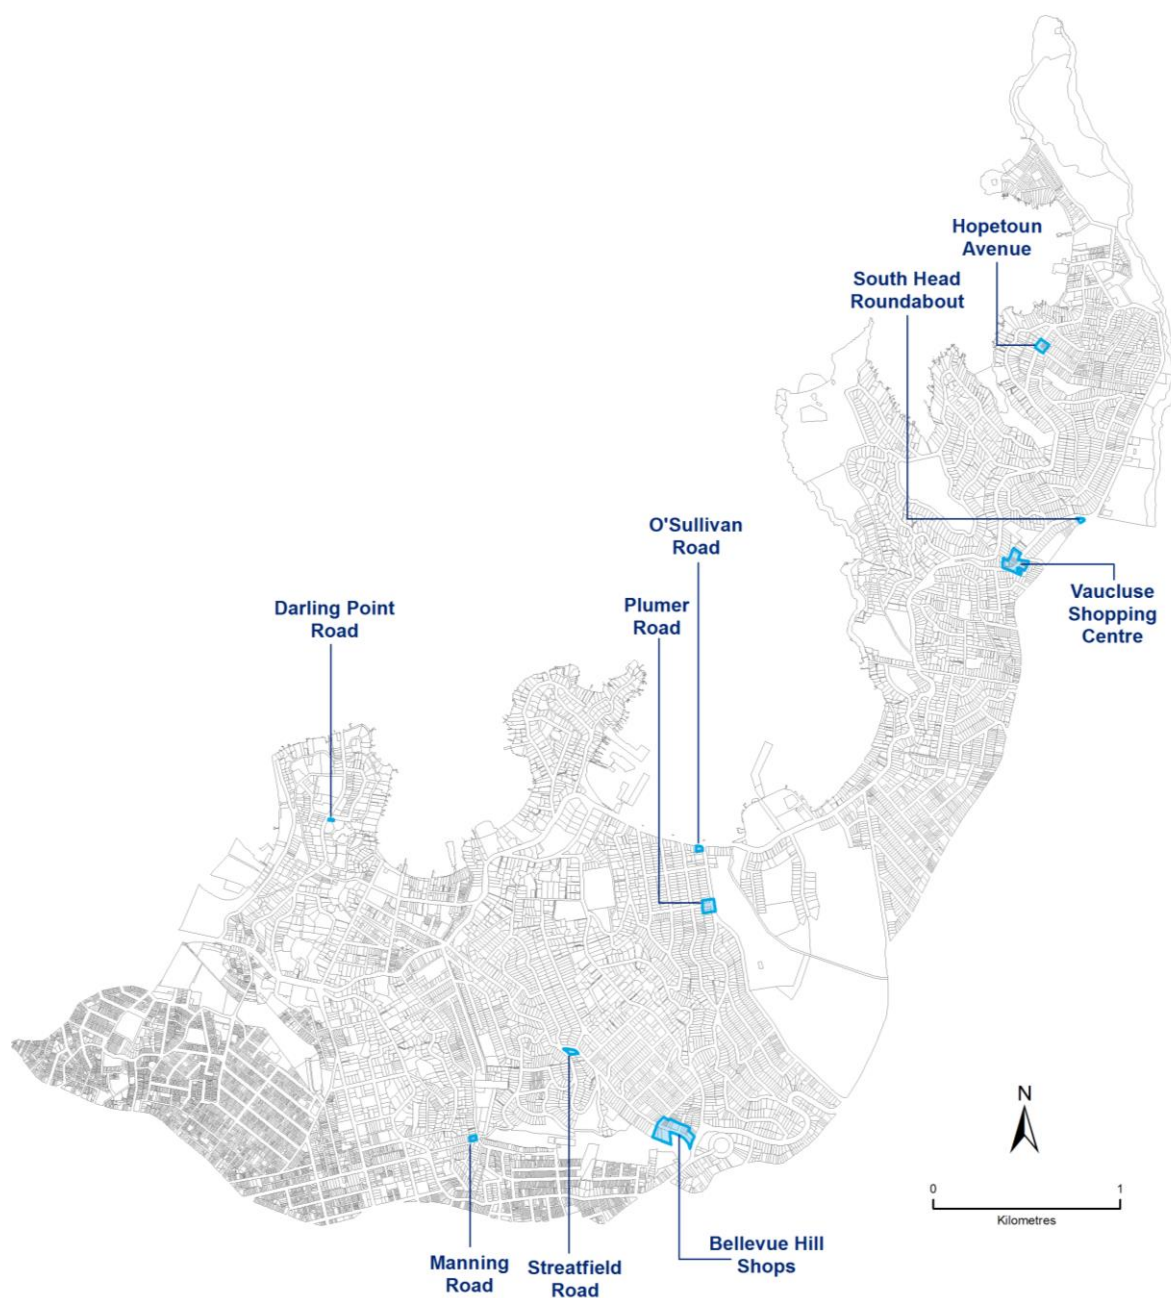 Hopetoun
Avenue
South Head
Roundabout
O'Sullivan
Road
Plumer
Road
Darling Point
Road
Vaucluse
Shopping
Centre
N
0 1
Kilometres
Manning
Road
Streatfield
Road
Bellevue Hill
Shops